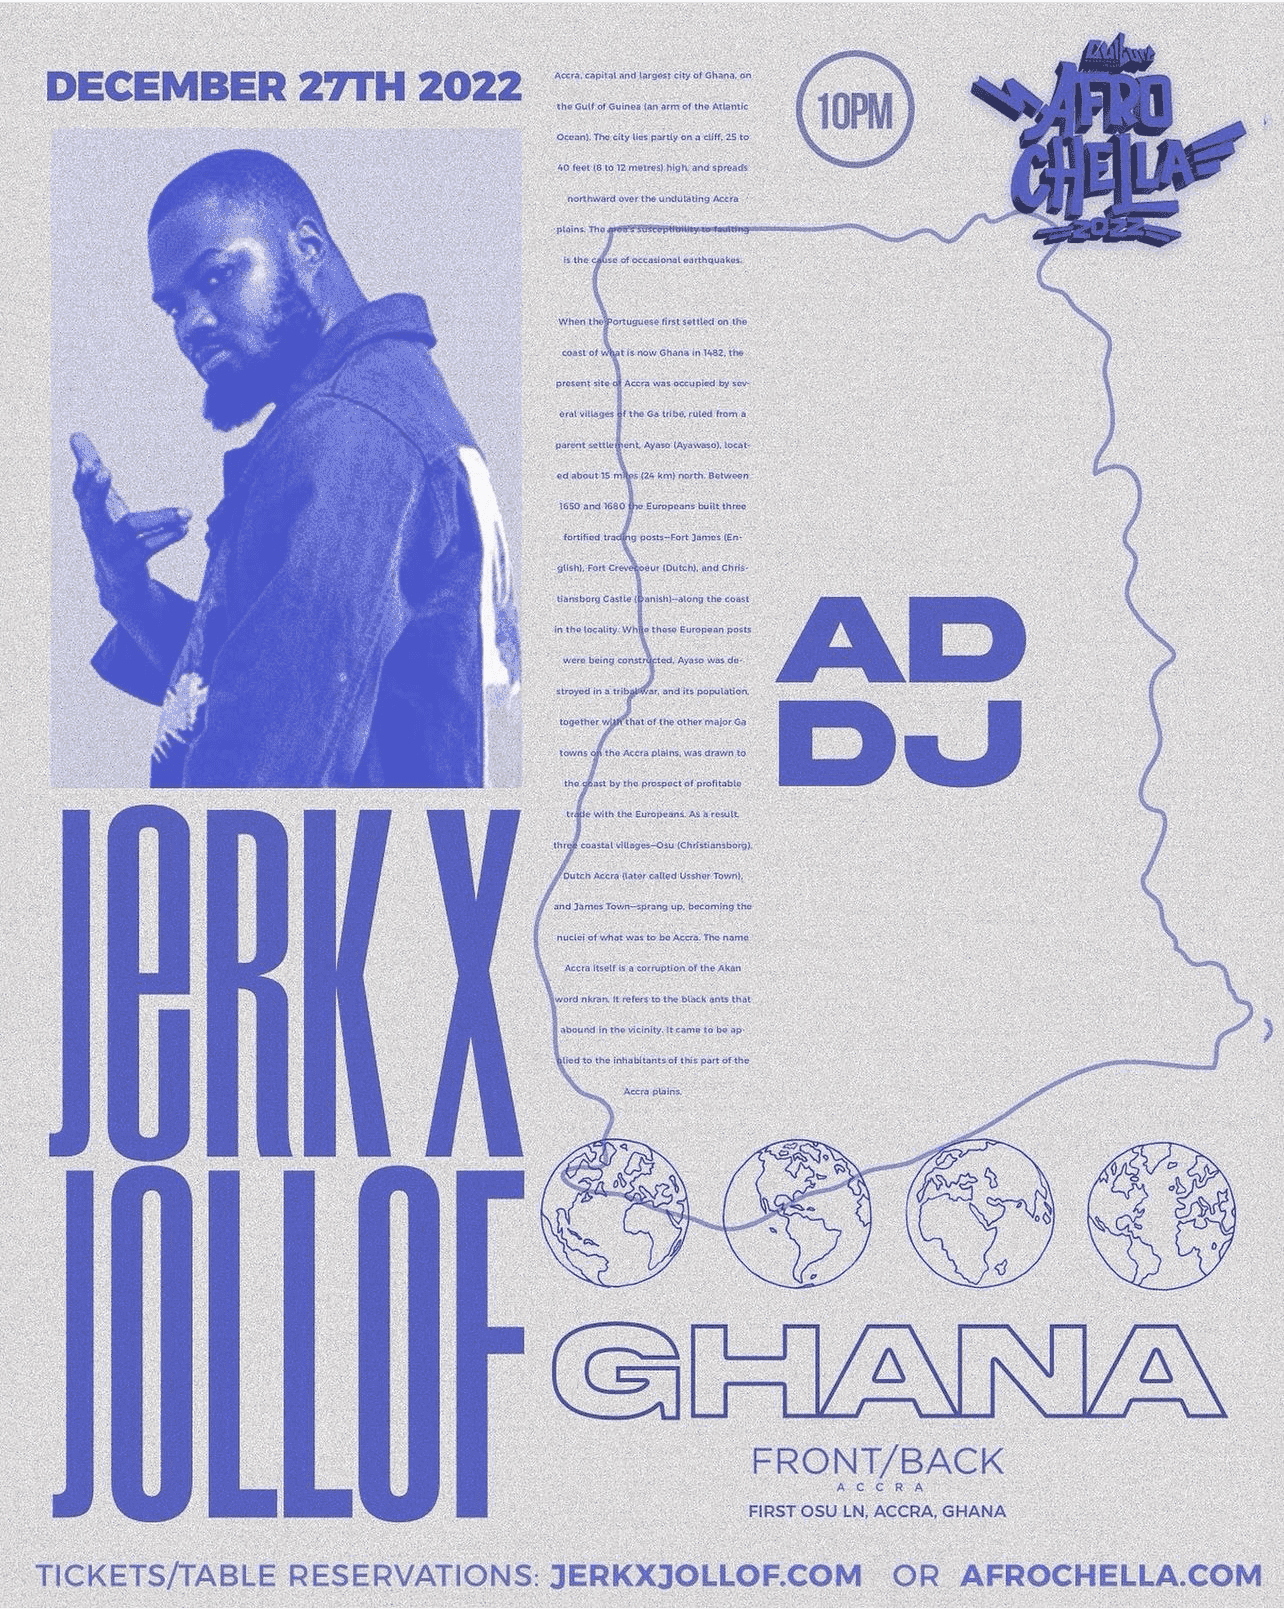 DECEMBER 27TH 2022
Accra, capital and largest city of Ghana, on
the Gulf of Guinea (an arm of the Atlantic
Ocean). The city lies partly on a cliff, 25 to
40 feet (8 to 12 metres) high, and spreads
northward over the undulating Accra
plains. The area's susceptibility to faulting
is the cause of occasional earthquakes.
When the Portuguese first settled on the
coast of what is now Ghana in 1482, the
present site of Accra was occupied by sev-
eral villages of the Ga tribe, ruled from a
parent settlement, Ayaso (Ayawaso), locat-
ed about 15 miles (24 km) north. Between
1650 and 1680 the Europeans built three
fortified trading posts—Fort James (En-
glish), Fort Crevecoeur (Dutch), and Chris-
tiansborg Castle (Danish)—along the coast
in the locality. While these European posts
were being constructed, Ayaso was de-
stroyed in a tribal war, and its population,
together with that of the other major Ga
towns on the Accra plains, was drawn to
the coast by the prospect of profitable
trade with the Europeans. As a result,
three coastal villages—Osu (Christiansborg),
Dutch Accra (later called Ussher Town),
and James Town—sprang up, becoming the
nuclei of what was to be Accra. The name
Accra itself is a corruption of the Akan
word nkran. It refers to the black ants that
abound in the vicinity. It came to be ap-
plied to the inhabitants of this part of the
Accra plains.
10PM
Culture
AFRO
CHELLA
2022
AD
DJ
JeRK X
JOLLOF
GHANA
FRONT/BACK
ACCRA
FIRST OSU LN, ACCRA, GHANA
TICKETS/TABLE RESERVATIONS: JERKXJOLLOF.COM OR AFROCHELLA.COM